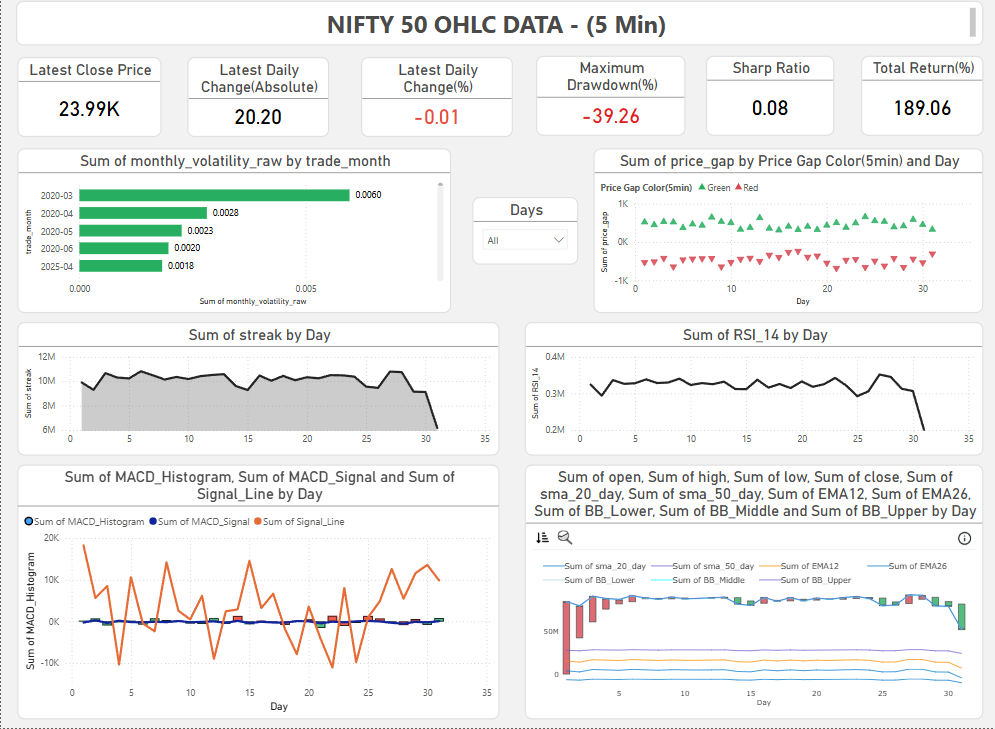 NIFTY 50 OHLC DATA - (5 Min)
Latest Close Price
23.99K
Latest Daily
Change(Absolute)
20.20
Latest Daily
Change(%)
-0.01
Maximum
Drawdown(%)
-39.26
Sharp Ratio
0.08
Total Return(%)
189.06
Sum of monthly_volatility_raw by trade_month
trade_month
2020-03
0.0060
2020-04
0.0028
2020-05
0.0023
2020-06
0.0020
2025-04
0.0018
0.000 0.005
Sum of monthly_volatility_raw
Days
All
Sum of price_gap by Price Gap Color(5min) and Day
Price Gap Color(5min) Green Red
Sum of price_gap
1K
0K
-1K
0 10 20 30
Day
Sum of streak by Day
Sum of streak
12M
10M
8M
6M
0 5 10 15 20 25 30 35
Sum of RSI_14 by Day
Sum of RSI_14
0.4M
0.3M
0.2M
0 5 10 15 20 25 30 35
Sum of MACD_Histogram, Sum of MACD_Signal and Sum of
Signal_Line by Day
Sum of MACD_Histogram Sum of MACD_Signal Sum of Signal_Line
Sum of MACD_Histogram
20K
10K
0K
-10K
0 5 10 15 20 25 30 35
Day
Sum of open, Sum of high, Sum of low, Sum of close, Sum of
sma_20_day, Sum of sma_50_day, Sum of EMA12, Sum of EMA26,
Sum of BB_Lower, Sum of BB_Middle and Sum of BB_Upper by Day
Sum of sma_20_day Sum of sma_50_day Sum of EMA12 Sum of EMA26
Sum of BB_Lower Sum of BB_Middle Sum of BB_Upper
50M
0
5 10 15 20 25 30
Day